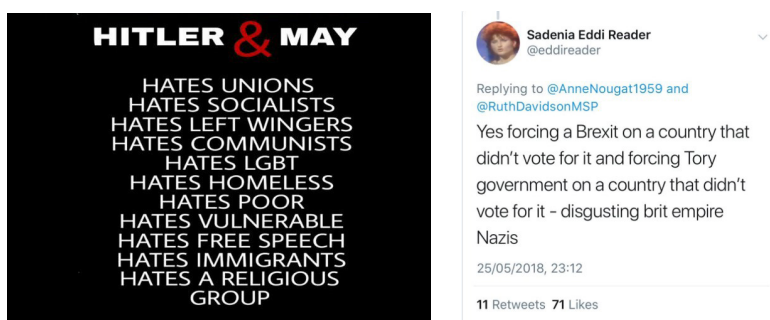 HITLER & MAY
HATES UNIONS
HATES SOCIALISTS
HATES LEFT WINGERS
HATES COMMUNISTS
HATES LGBT
HATES HOMELESS
HATES POOR
HATES VULNERABLE
HATES FREE SPEECH
HATES IMMIGRANTS
HATES A RELIGIOUS
GROUP
Sadenia Eddi Reader
@eddireader
Replying to @AnneNougat1959 and
@RuthDavidsonMSP
Yes forcing a Brexit on a country that
didn't vote for it and forcing Tory
government on a country that didn't
vote for it - disgusting brit empire
Nazis
25/05/2018, 23:12
11 Retweets 71 Likes